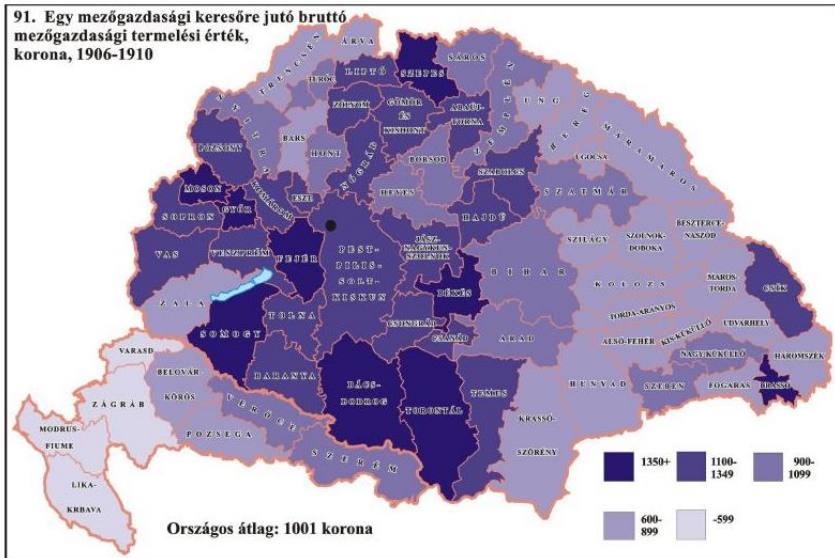 91. Egy mezőgazdasági keresőre jutó bruttó
mezőgazdasági termelési érték,
korona, 1906-1910
ÁRVA
TRENCSÉN
LIPTÓ
SZEPES
SÁROS
TURÓC
ZÓLYOM
GÖMÖR
ÉS
KISHONT
ABAÚJ-
TORNA
ZEMPLÉN
UNG
BEREG
MÁRAMAROS
UGOCSA
NYITRA
POZSONY
BARS
HONT
NÓGRÁD
BORSOD
HEVES
SZABOLCS
SZATMÁR
MOSON
SOPRON
GYŐR
KOMÁROM
ESZT.
HAJDÚ
VAS
VESZPRÉM
FEJÉR
PEST-
PILIS-
SOLT-
KISKUN
JÁSZ-
NAGYKUN-
SZOLNOK
BÉKÉS
BIHAR
SZILÁGY
SZOLNOK-
DOBOKA
BESZTERCE-
NASZÓD
KOLOZS
MAROS-
TORDA
CSÍK
ZALA
SOMOGY
TOLNA
CSONGRÁD
CSANÁD
ARAD
TORDA-ARANYOS
ALSÓ-FEHÉR
KIS-KÜKÜLLŐ
UDVARHELY
NAGY-KÜKÜLLŐ
HÁROMSZÉK
VARASD
BARANYA
BÁCS-
BODROG
TORONTÁL
TEMES
HUNYAD
SZEBEN
FOGARAS
BRASSÓ
KRASSÓ-
SZÖRÉNY
ZÁGRÁB
BELOVÁR-
KÖRÖS
VERŐCE
POZSEGA
SZERÉM
MODRUS-
FIUME
LIKA-
KRBAVA
1350+
1100-
1349
900-
1099
600-
899
-599
Országos átlag: 1001 korona